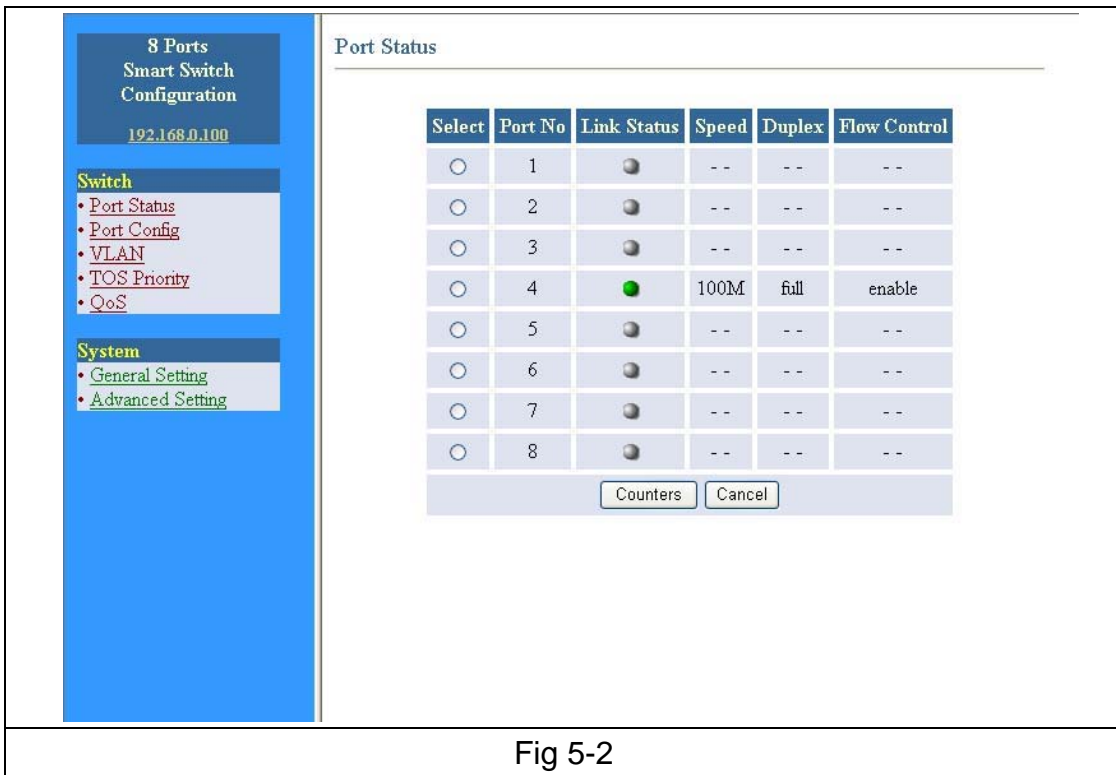 8 Ports
Smart Switch
Configuration
192.168.0.100
Switch
• Port Status
• Port Config
• VLAN
• TOS Priority
• QoS
System
• General Setting
• Advanced Setting
Port Status
Select Port No Link Status Speed Duplex Flow Control
1 - - - - - -
2 - - - - - -
3 - - - - - -
4 100M full enable
5 - - - - - -
6 - - - - - -
7 - - - - - -
8 - - - - - -
Counters Cancel
Fig 5-2